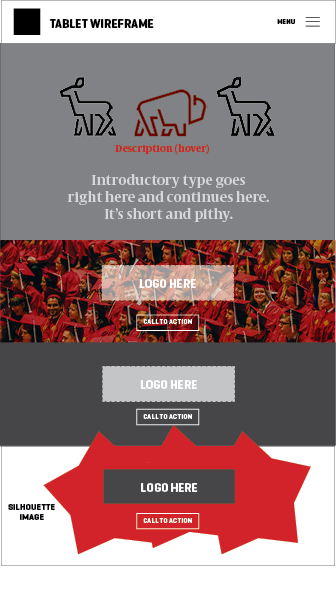 TABLET WIREFRAME
MENU
Description (hover)
Introductory type goes
right here and continues here.
It's short and pithy.
LOGO HERE
CALL TO ACTION
LOGO HERE
CALL TO ACTION
LOGO HERE
SILHOUETTE
IMAGE
CALL TO ACTION